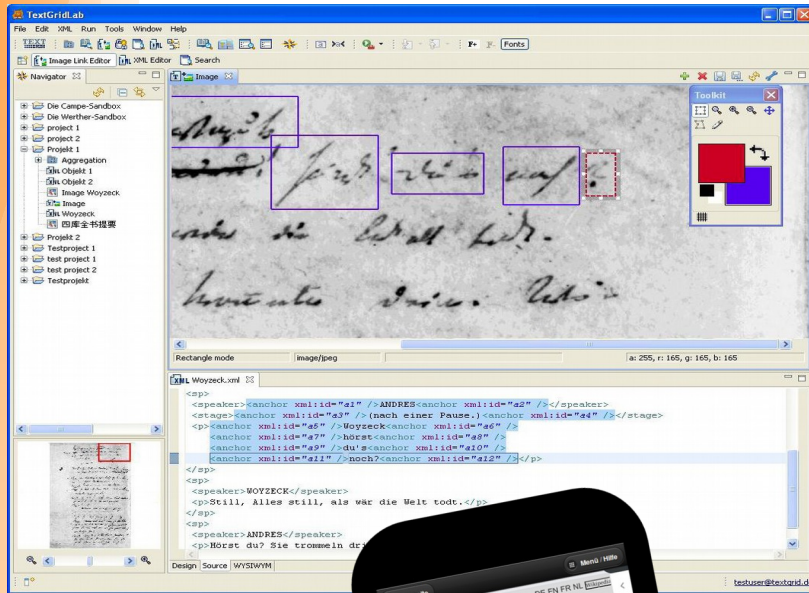 TextGridLab
File Edit XML Run Tools Window Help
TEXT F+ F- Fonts
Image Link Editor XML Editor Search
Navigator
Die Campe-Sandbox
Die Werther-Sandbox
project 1
project 2
Projekt 1
Aggregation
Objekt 1
Objekt 2
Image Woyzeck
Image
Woyzeck
四库全书提要
Projekt 2
Testproject 1
test project 1
test project 2
Testprojekt
Image
Toolkit
Rectangle mode image/jpeg a: 255, r: 165, g: 165, b: 165
XML Woyzeck.xml
<sp>
<speaker><anchor xml:id="a1" />ANDRES<anchor xml:id="a2" /></speaker>
<stage><anchor xml:id="a3" />(nach einer Pause.)<anchor xml:id="a4" /></stage>
<p><anchor xml:id="a5" />Woyzeck<anchor xml:id="a6" />
<anchor xml:id="a7" />hörst<anchor xml:id="a8" />
<anchor xml:id="a9" />du's<anchor xml:id="a10" />
<anchor xml:id="a11" />noch?<anchor xml:id="a12" /></p>
</sp>
<sp>
<speaker>WOYZECK</speaker>
<p>Still, Alles still, als wär die Welt todt.</p>
</sp>
<sp>
<speaker>ANDRES</speaker>
<p>Hörst du? Sie trommeln dri
Design Source WYSIWYM
testuser@textgrid.d
Menü / Hilfe
DE EN FR NL Wikipedia